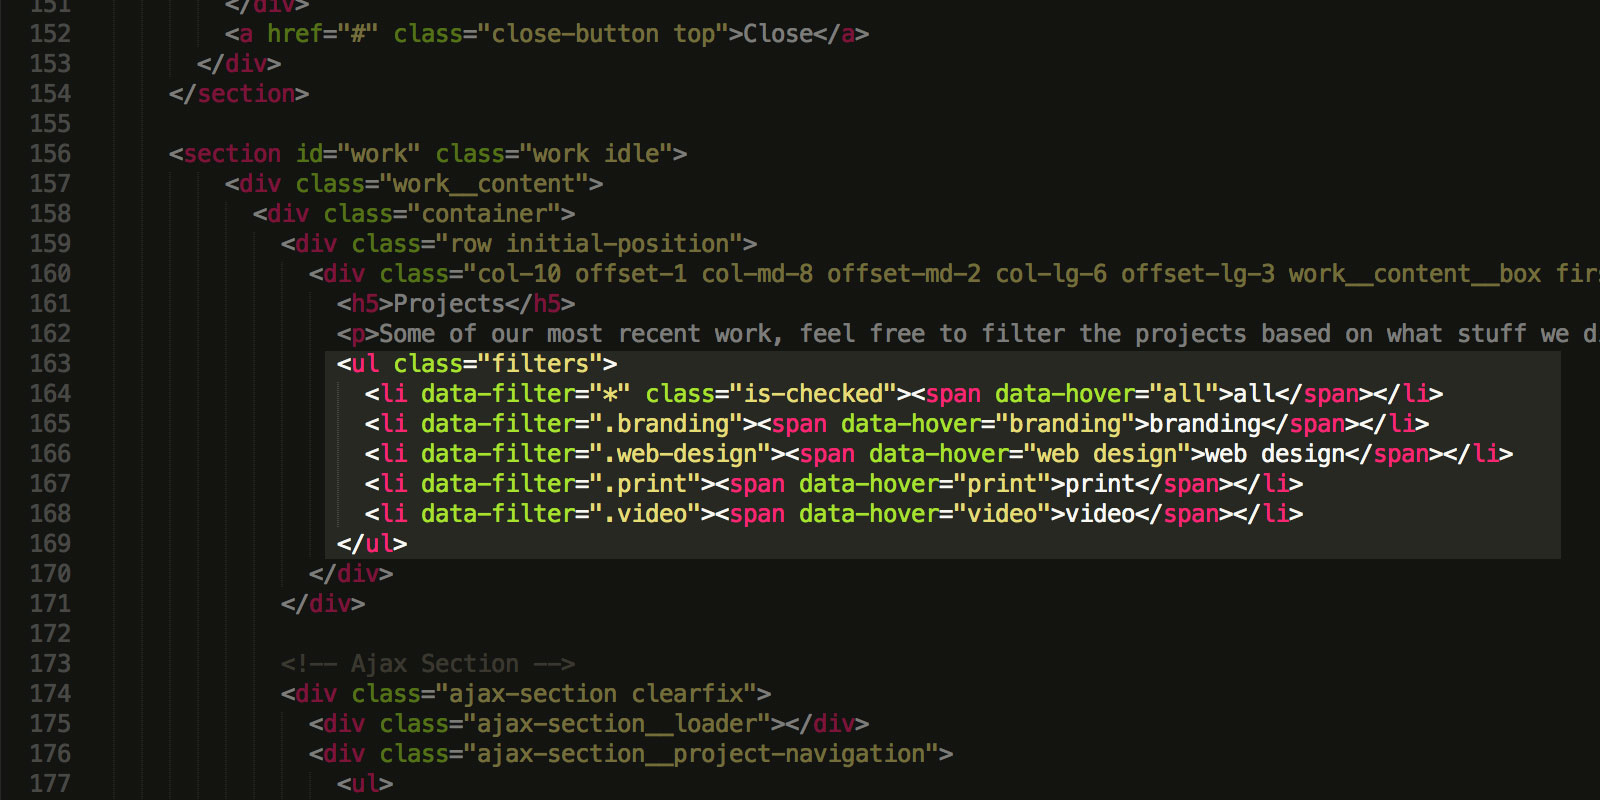 151 </div>
152 <a href="#" class="close-button top">Close</a>
153 </div>
154 </section>
155
156 <section id="work" class="work idle">
157 <div class="work__content">
158 <div class="container">
159 <div class="row initial-position">
160 <div class="col-10 offset-1 col-md-8 offset-md-2 col-lg-6 offset-lg-3 work__content__box
161 <h5>Projects</h5>
162 <p>Some of our most recent work, feel free to filter the projects based on what stuff we
163 <ul class="filters">
164 <li data-filter="*" class="is-checked"><span data-hover="all">all</span></li>
165 <li data-filter=".branding"><span data-hover="branding">branding</span></li>
166 <li data-filter=".web-design"><span data-hover="web design">web design</span></li>
167 <li data-filter=".print"><span data-hover="print">print</span></li>
168 <li data-filter=".video"><span data-hover="video">video</span></li>
169 </ul>
170 </div>
171 </div>
172
173 <!-- Ajax Section -->
174 <div class="ajax-section clearfix">
175 <div class="ajax-section__loader"></div>
176 <div class="ajax-section__project-navigation">
177 <ul>